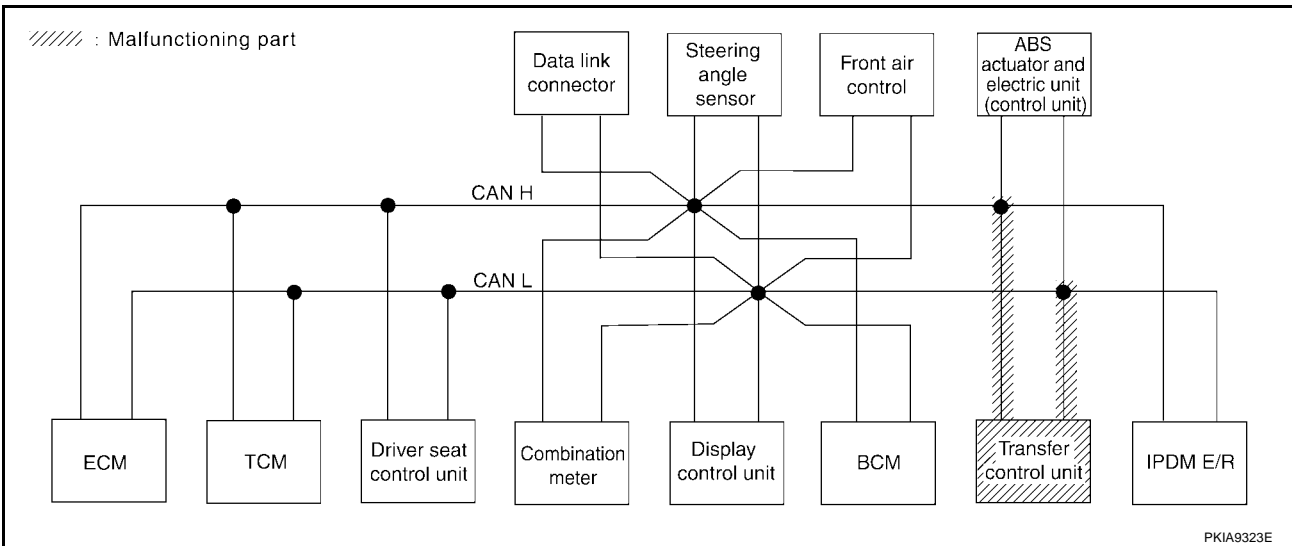 : Malfunctioning part
Data link
connector
Steering
angle
sensor
Front air
control
ABS
actuator and
electric unit
(control unit)
CAN H
CAN L
ECM
TCM
Driver seat
control unit
Combination
meter
Display
control unit
BCM
Transfer
control unit
IPDM E/R
PKIA9323E